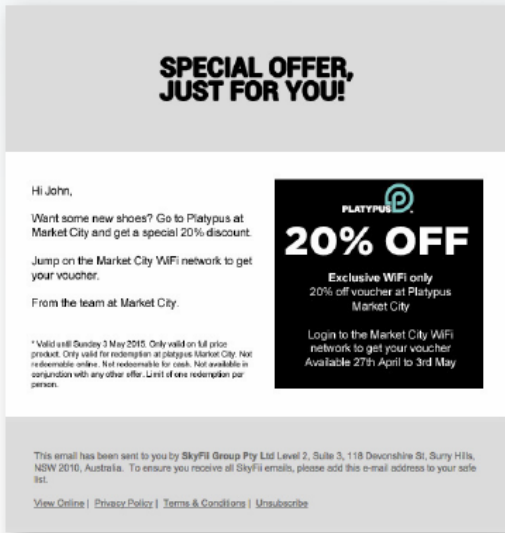 SPECIAL OFFER,
JUST FOR YOU!
Hi John,
Want some new shoes? Go to Platypus at
Market City and get a special 20% discount.
Jump on the Market City WiFi network to get
your voucher.
From the team at Market City.
* Valid until Sunday 3 May 2015. Only valid on full price
product. Only valid for redemption at platypus Market City. Not
redeemable online. Not redeemable for cash. Not available in
conjunction with any other offer. Limit of one redemption per
person.
PLATYPUS
20% OFF
Exclusive WiFi only
20% off voucher at Platypus
Market City
Login to the Market City WiFi
network to get your voucher
Available 27th April to 3rd May
This email has been sent to you by SkyFii Group Pty Ltd Level 2, Suite 3, 118 Devonshire St, Surry Hills,
NSW 2010, Australia. To ensure you receive all SkyFii emails, please add this e-mail address to your safe
list.
View Online | Privacy Policy | Terms & Conditions | Unsubscribe